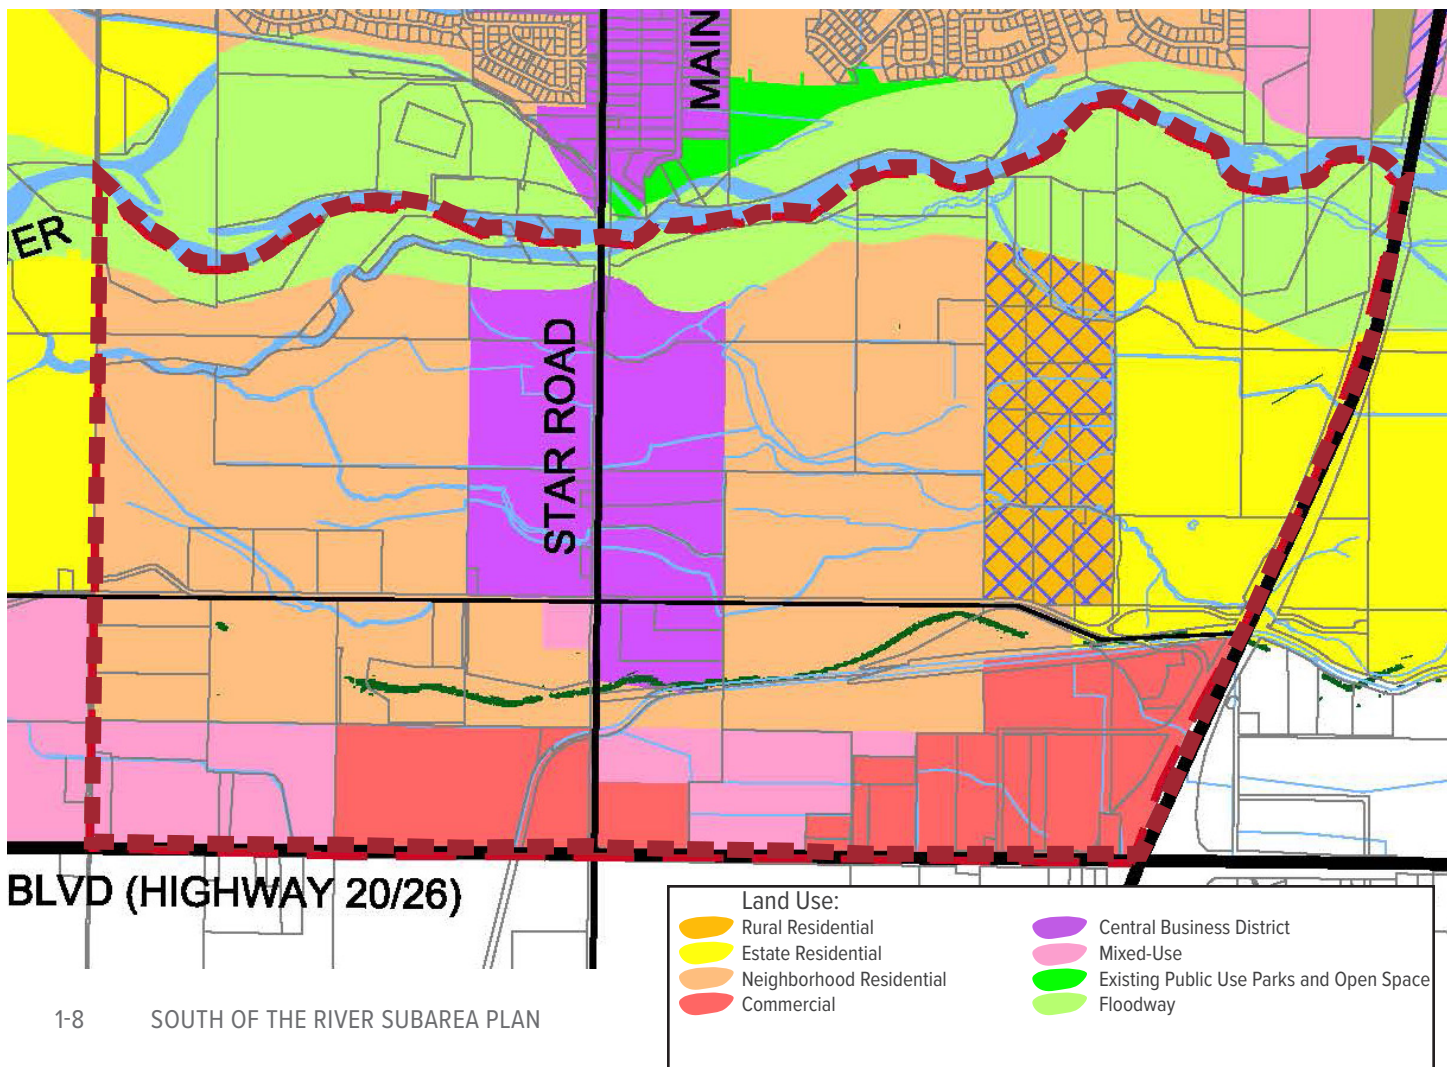 MAIN
VER
STAR ROAD
BLVD (HIGHWAY 20/26)
Land Use:
Rural Residential
Estate Residential
Neighborhood Residential
Commercial
Central Business District
Mixed-Use
Existing Public Use Parks and Open Space
Floodway
1-8 SOUTH OF THE RIVER SUBAREA PLAN